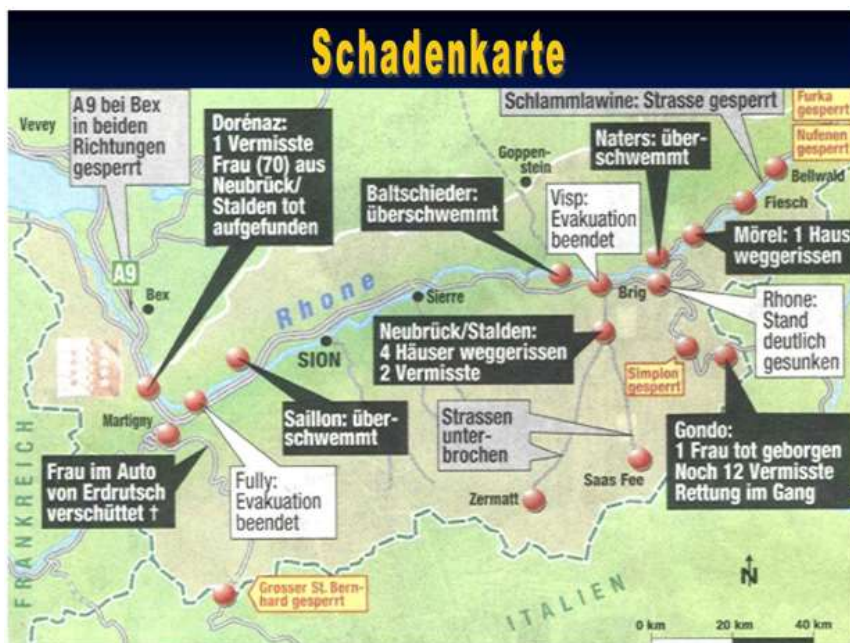 Schadenkarte
A9 bei Bex
in beiden
Richtungen
gesperrt
Vevey
Dorénaz:
1 Vermisste
Frau (70) aus
Neubrück/
Stalden tot
aufgefunden
Schlammlawine: Strasse gesperrt
Furka
gesperrt
Nufenen
gesperrt
Naters: über-
schwemmt
Goppen-
stein
Bellwald
Fiesch
Baltschieder:
überschwemmt
Visp:
Evakuation
beendet
Mörel: 1 Haus
weggerissen
A9
Bex
Rhone
Sierre
Brig
Rhone:
Stand
deutlich
gesunken
SION
Neubrück/Stalden:
4 Häuser weggerissen
2 Vermisste
Simplon
gesperrt
Martigny
Saillon: über-
schwemmt
Strassen
unter-
brochen
Gondo:
1 Frau tot geborgen
Noch 12 Vermisste
Rettung im Gang
Frau im Auto
von Erdrutsch
verschüttet †
Fully:
Evakuation
beendet
Saas Fee
Zermatt
FRANKREICH
Grosser St. Bern-
hard gesperrt
ITALIEN
N
0 km 20 km 40 km